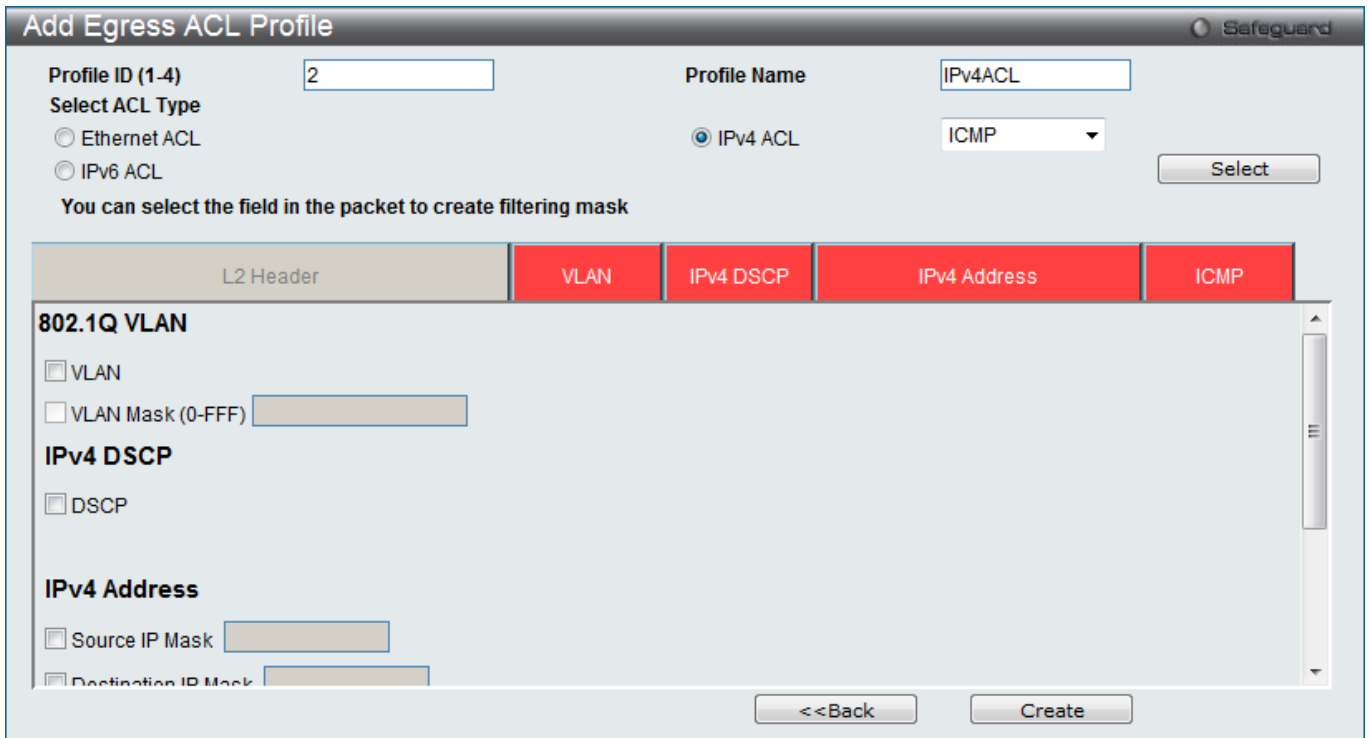 Add Egress ACL Profile
Safeguard
Profile ID (1-4) 2 Profile Name IPv4ACL
Select ACL Type
Ethernet ACL IPv4 ACL ICMP
IPv6 ACL
Select
You can select the field in the packet to create filtering mask
L2 Header VLAN IPv4 DSCP IPv4 Address ICMP
802.1Q VLAN
VLAN
VLAN Mask (0-FFF)
IPv4 DSCP
DSCP
IPv4 Address
Source IP Mask
Destination IP Mask
<<Back Create